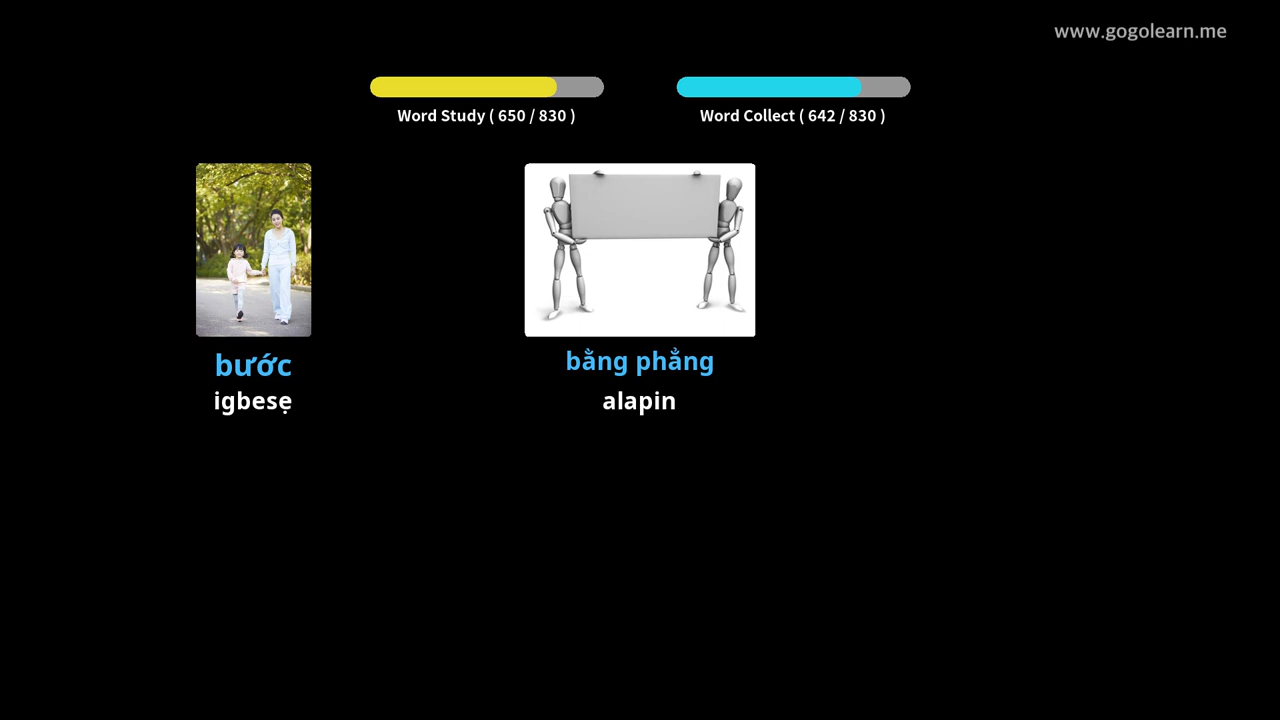 www.gogolearn.me
Word Study ( 650 / 830 )
Word Collect ( 642 / 830 )
bước
igbesẹ
bằng phẳng
alapin